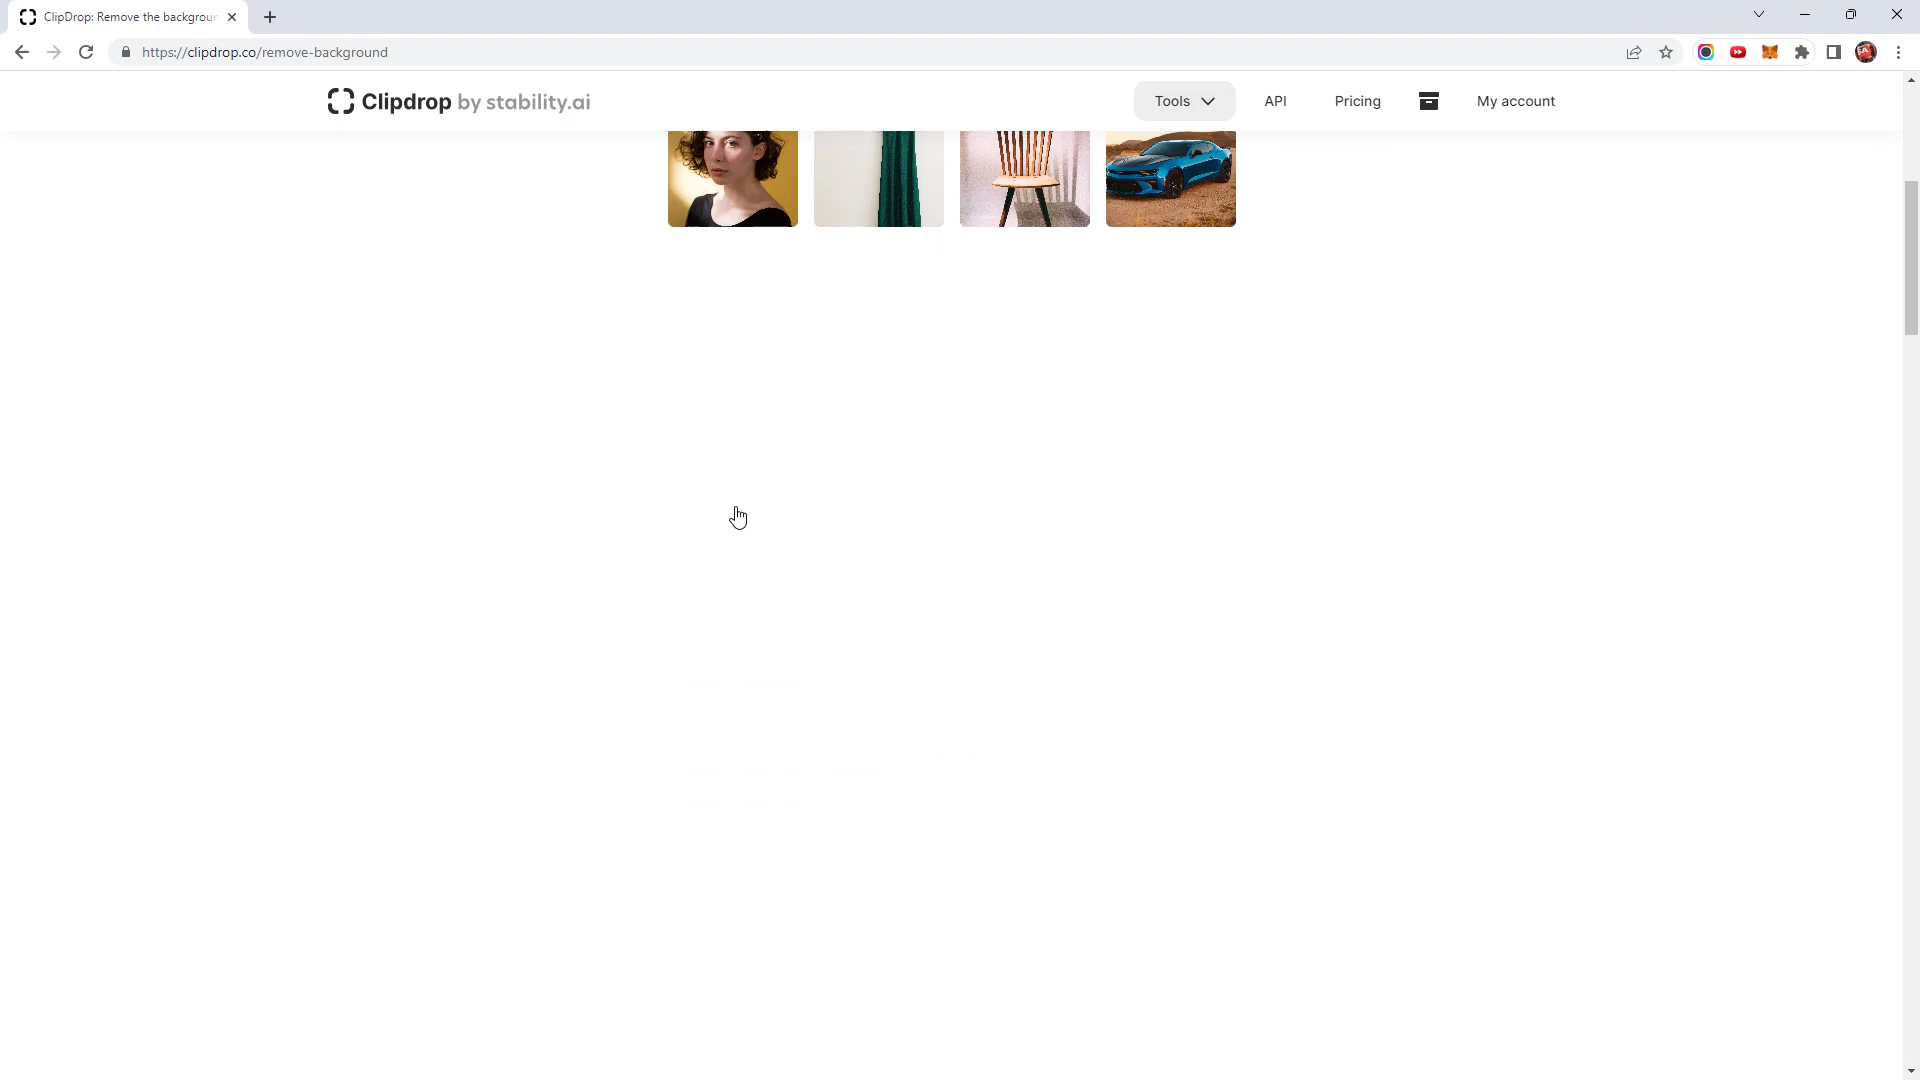 ClipDrop: Remove the backgroun
https://clipdrop.co/remove-background
Clipdrop by stability.ai
Tools
API
Pricing
My account